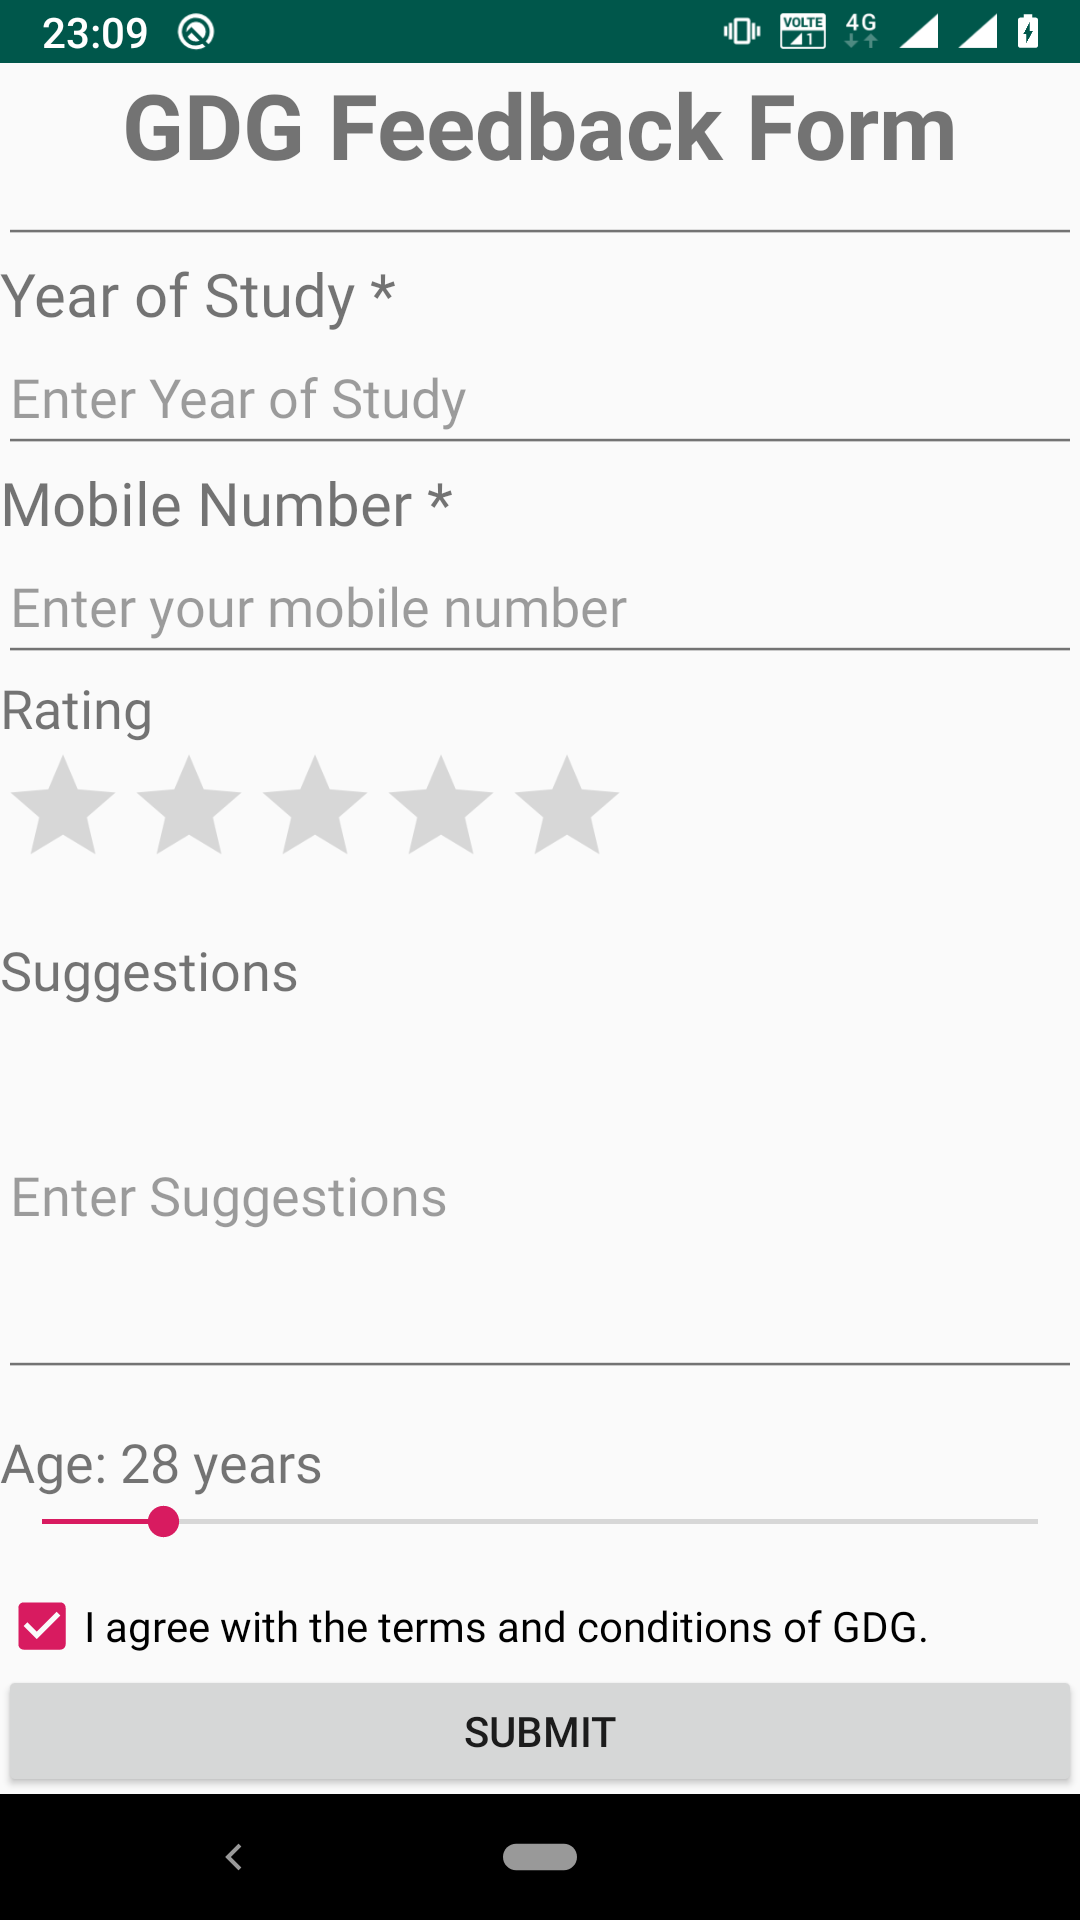 23:09
VOLTE 1 4G
GDG Feedback Form
Year of Study *
Enter Year of Study
Mobile Number *
Enter your mobile number
Rating
Suggestions
Enter Suggestions
Age: 28 years
I agree with the terms and conditions of GDG.
SUBMIT